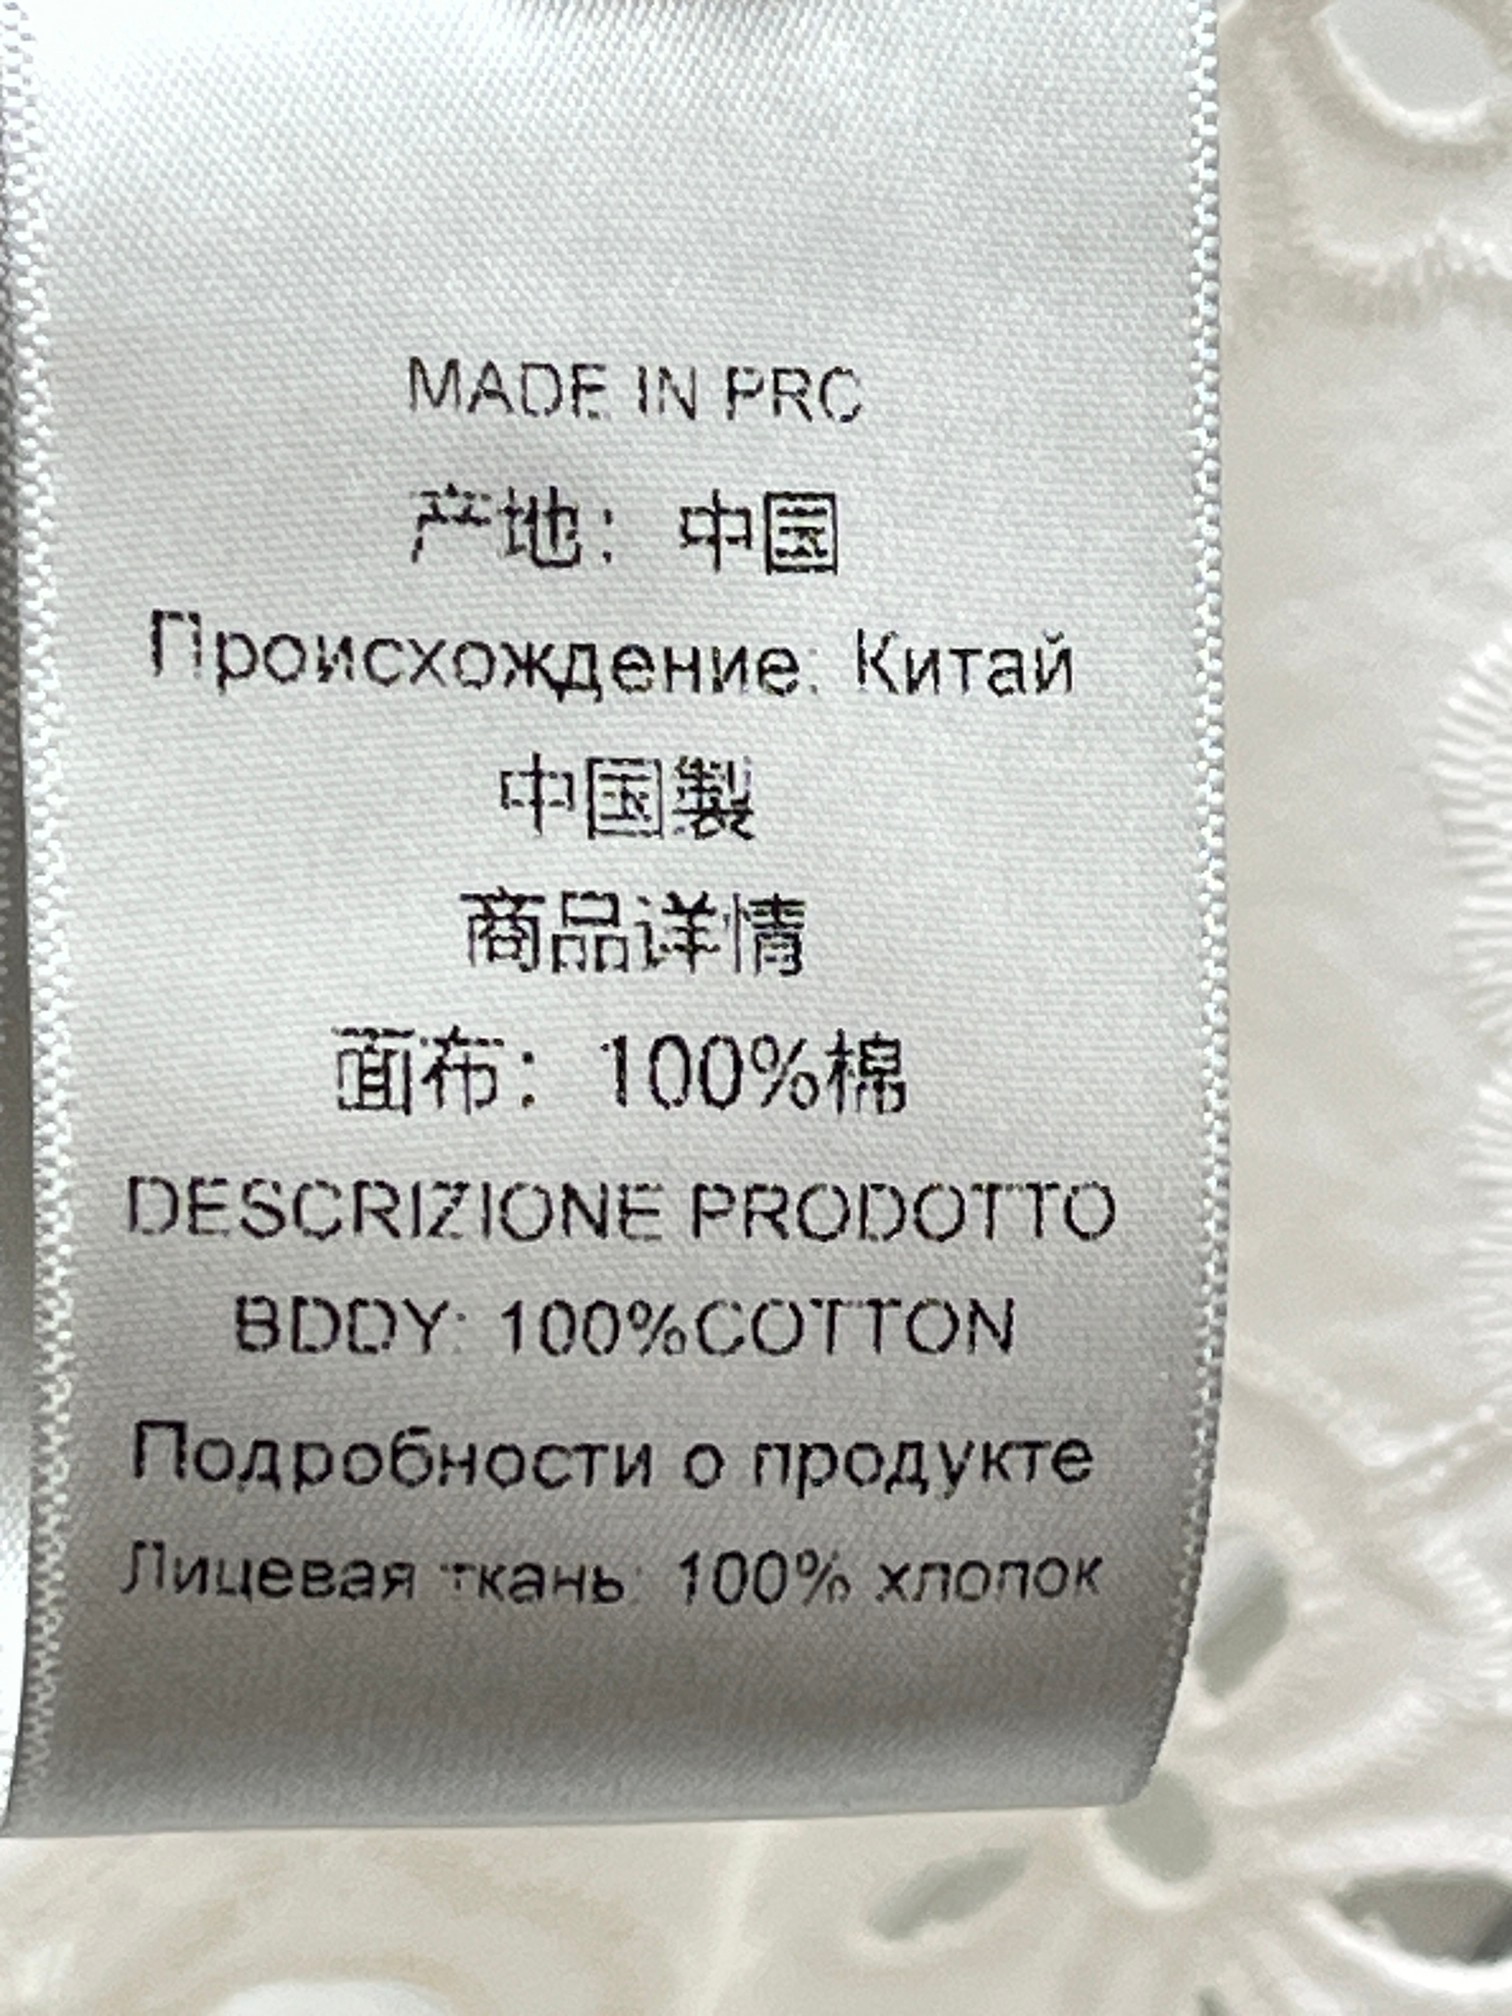 MADE IN PRC
产地：中国
Происхождение: Китай
中国製
商品详情
面布：100%棉
DESCRIZIONE PRODOTTO
BDDY: 100%COTTON
Подробности о продукте
Лицевая ткань: 100% хлопок